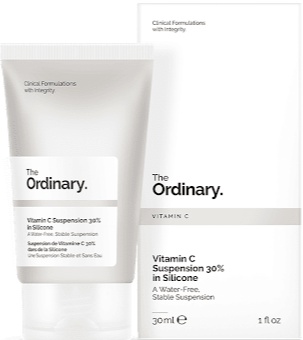 Clinical Formulations
with Integrity.
The
Ordinary.
Vitamin C Suspension 30%
in Silicone
A Water-Free, Stable Suspension
Suspension de Vitamine C 30%
dans de la Silicone
Une Suspension Stable et Sans Eau
Clinical Formulations
with Integrity.
The
Ordinary.
VITAMIN C
Vitamin C
Suspension 30%
in Silicone
A Water-Free,
Stable Suspension
30ml ℮ 1 fl oz